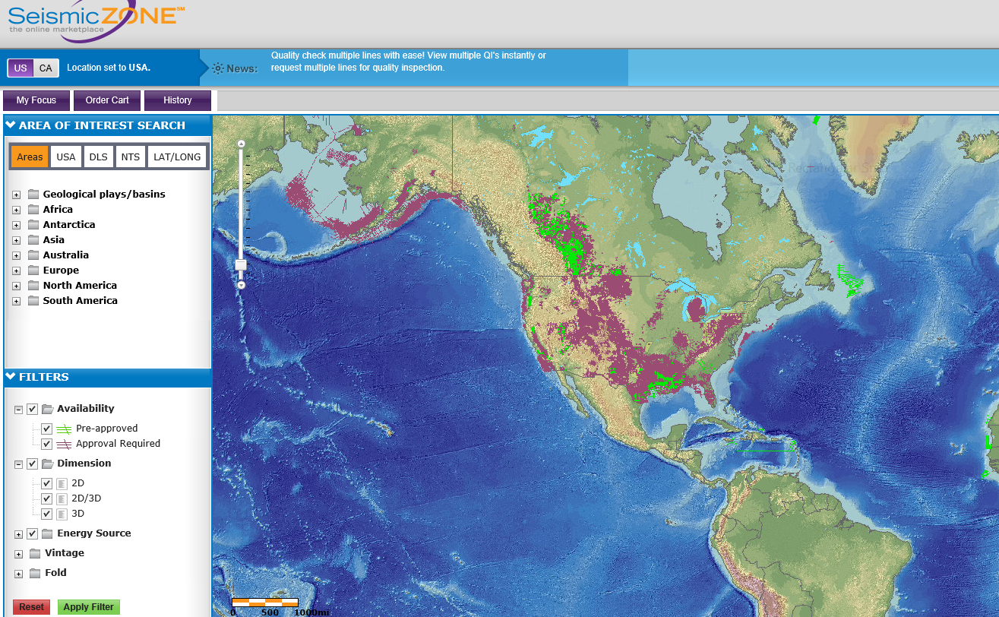 SeismicZONE SM
the online marketplace
US CA Location set to USA.
News:
Quality check multiple lines with ease! View multiple QI's instantly or
request multiple lines for quality inspection.
My Focus Order Cart History
AREA OF INTEREST SEARCH
Areas USA DLS NTS LAT/LONG
Geological plays/basins
Africa
Antarctica
Asia
Australia
Europe
North America
South America
FILTERS
Availability
Pre-approved
Approval Required
Dimension
2D
2D/3D
3D
Energy Source
Vintage
Fold
Reset Apply Filter
0 500 1000mi